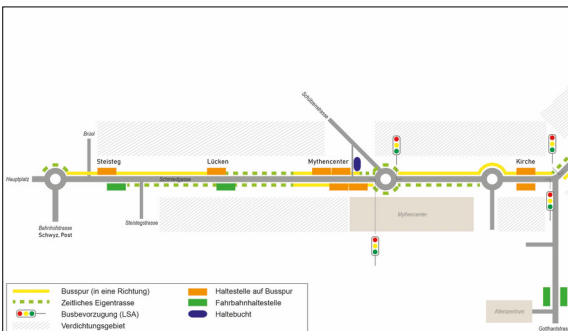 Schützenstrasse
Brüöl
Steisteg
Lücken
Mythencenter
Kirche
Hauptplatz
Schmiedgasse
Bahnhofstrasse
Schwyz, Post
Steistegstrasse
Mythencenter
Alterszentrum
Gotthardstrasse
Busspur (in eine Richtung)
Zeitliches Eigentrasse
Busbevorzugung (LSA)
Verdichtungsgebiet
Haltestelle auf Busspur
Fahrbahnhaltestelle
Haltebucht